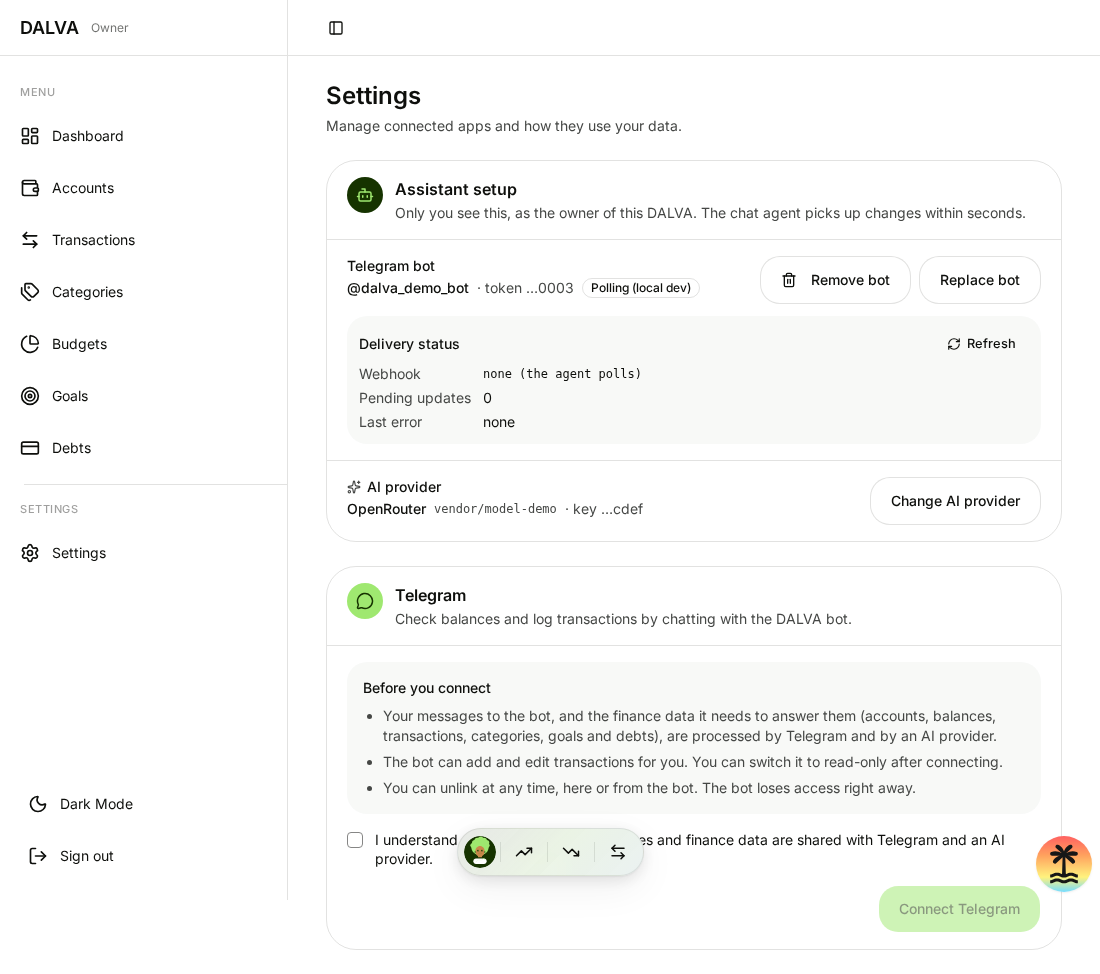 DALVA Owner
MENU
Dashboard
Accounts
Transactions
Categories
Budgets
Goals
Debts
SETTINGS
Settings
Dark Mode
Sign out
Settings
Manage connected apps and how they use your data.
Assistant setup
Only you see this, as the owner of this DALVA. The chat agent picks up changes within seconds.
Telegram bot
@dalva_demo_bot · token ...0003 Polling (local dev)
Remove bot
Replace bot
Delivery status
Refresh
Webhook none (the agent polls)
Pending updates 0
Last error none
AI provider
OpenRouter vendor/model-demo · key ...cdef
Change AI provider
Telegram
Check balances and log transactions by chatting with the DALVA bot.
Before you connect
• Your messages to the bot, and the finance data it needs to answer them (accounts, balances,
transactions, categories, goals and debts), are processed by Telegram and by an AI provider.
• The bot can add and edit transactions for you. You can switch it to read-only after connecting.
• You can unlink at any time, here or from the bot. The bot loses access right away.
I understand and finance data are shared with Telegram and an AI
provider.
Connect Telegram